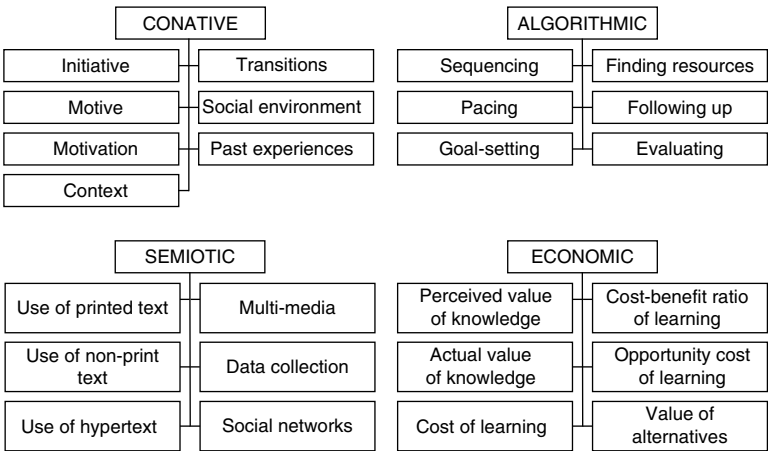 CONATIVE
Initiative
Transitions
Motive
Social environment
Motivation
Past experiences
Context
ALGORITHMIC
Sequencing
Finding resources
Pacing
Following up
Goal-setting
Evaluating
SEMIOTIC
Use of printed text
Multi-media
Use of non-print
text
Data collection
Use of hypertext
Social networks
ECONOMIC
Perceived value
of knowledge
Cost-benefit ratio
of learning
Actual value
of knowledge
Opportunity cost
of learning
Cost of learning
Value of
alternatives